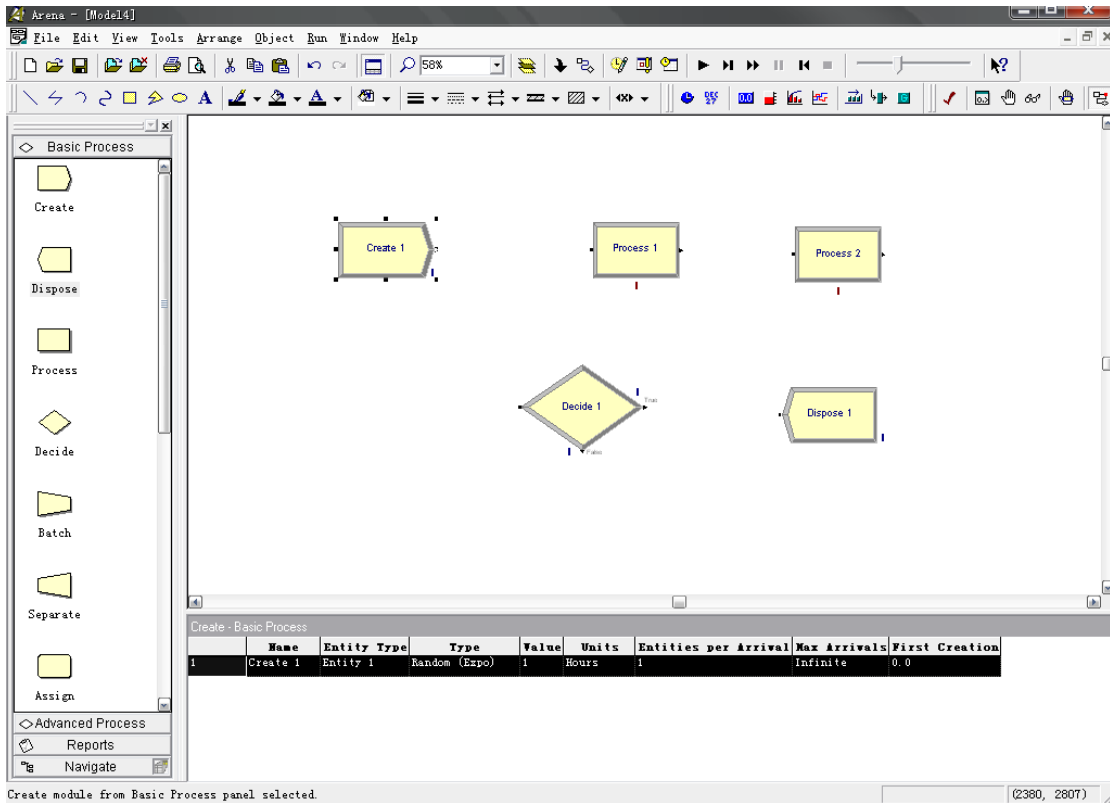 Arena - [Model4]
File Edit View Tools Arrange Object Run Window Help
58%
A
0.0
Basic Process
Create
Dispose
Process
Decide
Batch
Separate
Assign
Advanced Process
Reports
Navigate
Create 1
Process 1
Process 2
Decide 1
True
False
Dispose 1
Create - Basic Process
Name Entity Type Type Value Units Entities per Arrival Max Arrivals First Creation
1 Create 1 Entity 1 Random (Expo) 1 Hours 1 Infinite 0.0
Create module from Basic Process panel selected.
(2380, 2807)